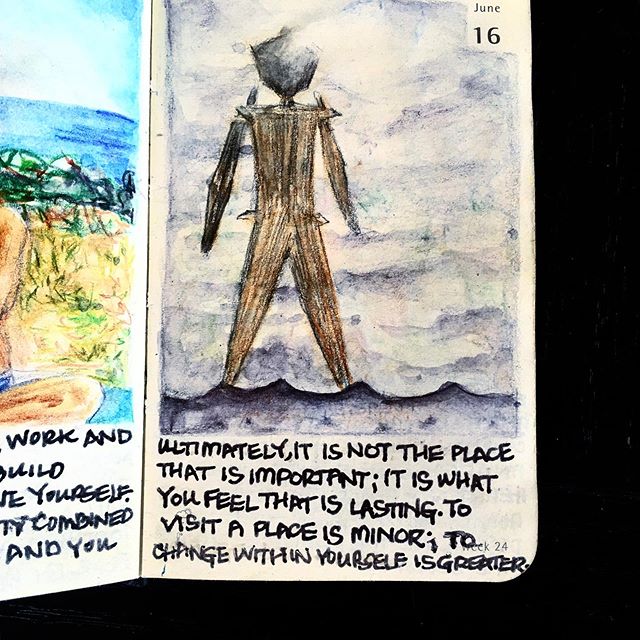 , WORK AND
BUILD
YOURSELF.
COMBINED
AND YOU
June
16
ULTIMATELY, IT IS NOT THE PLACE
THAT IS IMPORTANT; IT IS WHAT
YOU FEEL THAT IS LASTING. TO
VISIT A PLACE IS MINOR; TO
Week 24
CHANGE WITHIN YOURSELF IS GREATER.